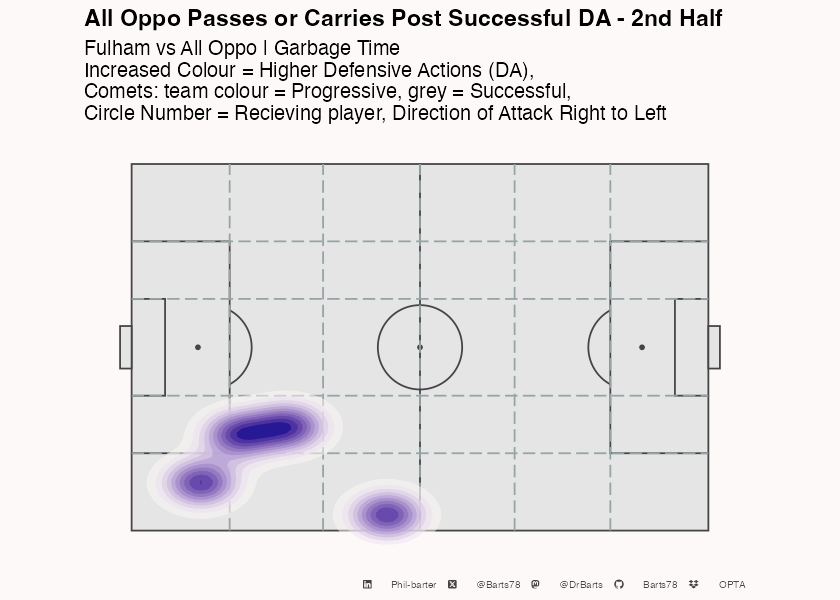 All Oppo Passes or Carries Post Successful DA - 2nd Half
Fulham vs All Oppo | Garbage Time
Increased Colour = Higher Defensive Actions (DA),
Comets: team colour = Progressive, grey = Successful,
Circle Number = Recieving player, Direction of Attack Right to Left
Phil-barter @Barts78 @DrBarts Barts78 OPTA